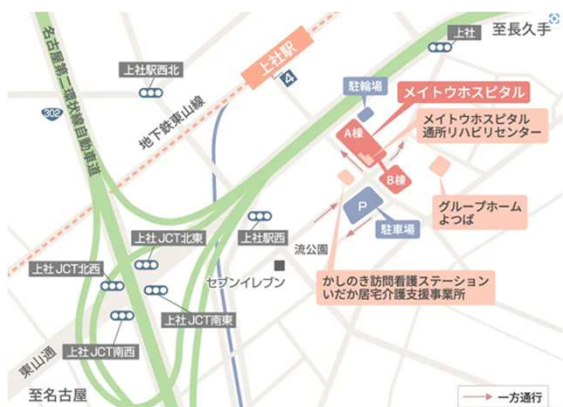 至長久手
上社
上社駅
4
上社駅西北
名古屋第二環状線自動車道
302
地下鉄東山線
駐輪場
メイトウホスピタル
A棟
メイトウホスピタル
通所リハビリセンター
B棟
グループホーム
よつば
P
駐車場
上社駅西
流公園
上社JCT北東
セブンイレブン
上社JCT北西
かしのき訪問看護ステーション
いだか居宅介護支援事業所
上社JCT南東
上社JCT南西
東山通
至名古屋
一方通行